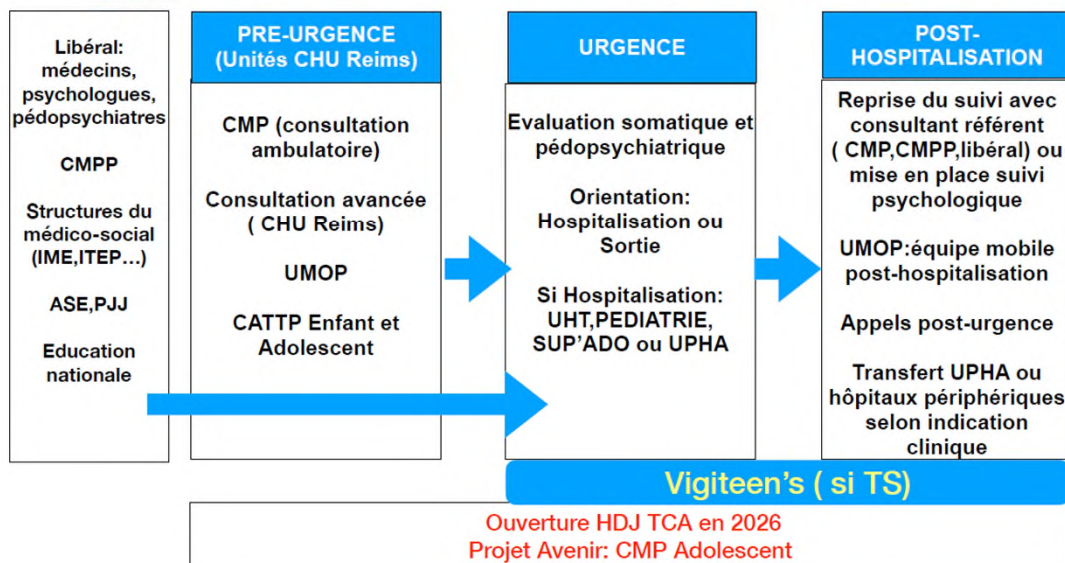 Libéral:
médecins,
psychologues,
pédopsychiatres
CMPP
Structures du
médico-social
(IME,ITEP...)
ASE,PJJ
Education
nationale
PRE-URGENCE
(Unités CHU Reims)
CMP (consultation
ambulatoire)
Consultation avancée
( CHU Reims)
UMOP
CATTP Enfant et
Adolescent
URGENCE
Evaluation somatique et
pédopsychiatrique
Orientation:
Hospitalisation ou
Sortie
Si Hospitalisation:
UHT,PEDIATRIE,
SUP'ADO ou UPHA
POST-
HOSPITALISATION
Reprise du suivi avec
consultant référent
( CMP,CMPP,libéral) ou
mise en place suivi
psychologique
UMOP:équipe mobile
post-hospitalisation
Appels post-urgence
Transfert UPHA ou
hôpitaux périphériques
selon indication
clinique
Vigiteen's ( si TS)
Ouverture HDJ TCA en 2026
Projet Avenir: CMP Adolescent